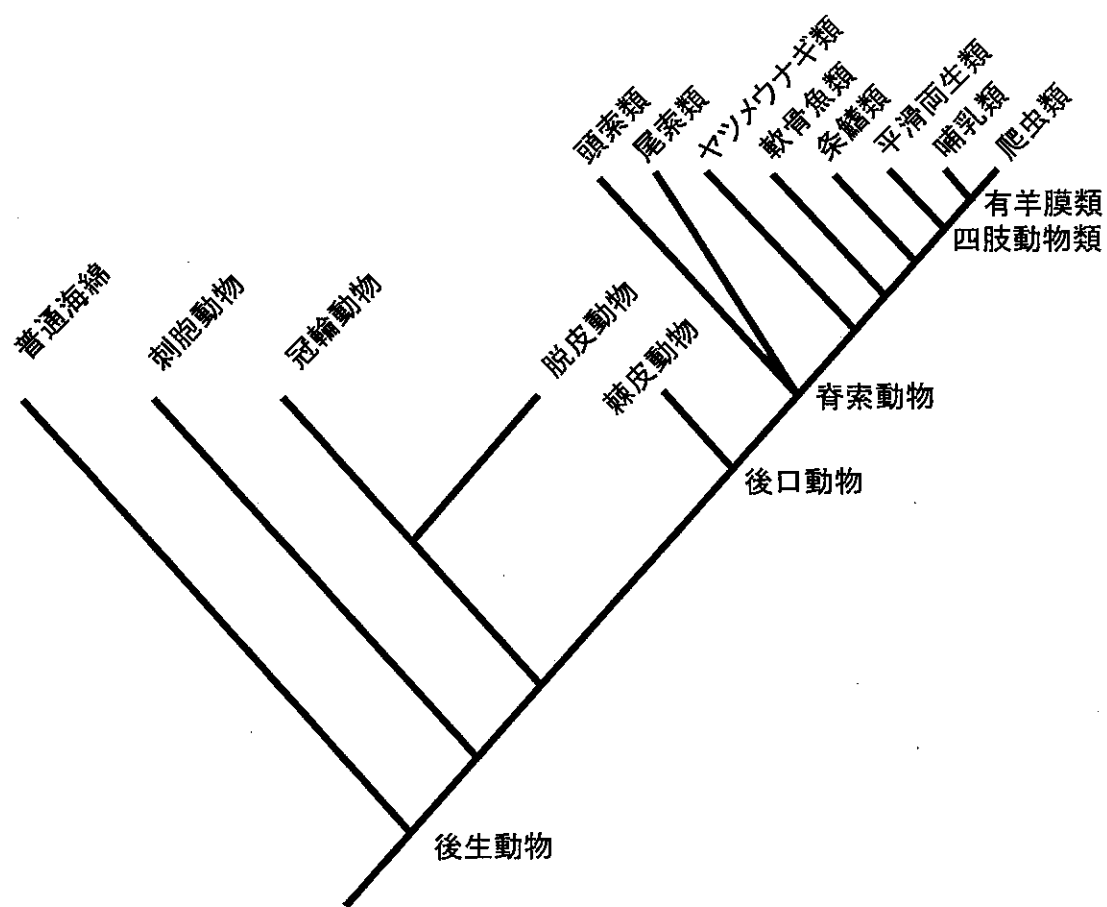 頭索類
尾索類
ヤツメウナギ類
軟骨魚類
条鰭類
平滑両生類
哺乳類
爬虫類
有羊膜類
四肢動物類
普通海綿
刺胞動物
冠輪動物
脱皮動物
棘皮動物
脊索動物
後口動物
後生動物